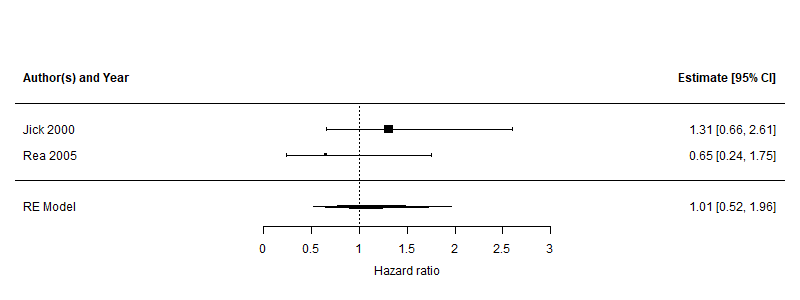 Author(s) and Year Estimate [95% CI]
Jick 2000 1.31 [0.66, 2.61]
Rea 2005 0.65 [0.24, 1.75]
RE Model 1.01 [0.52, 1.96]
0 0.5 1 1.5 2 2.5 3
Hazard ratio